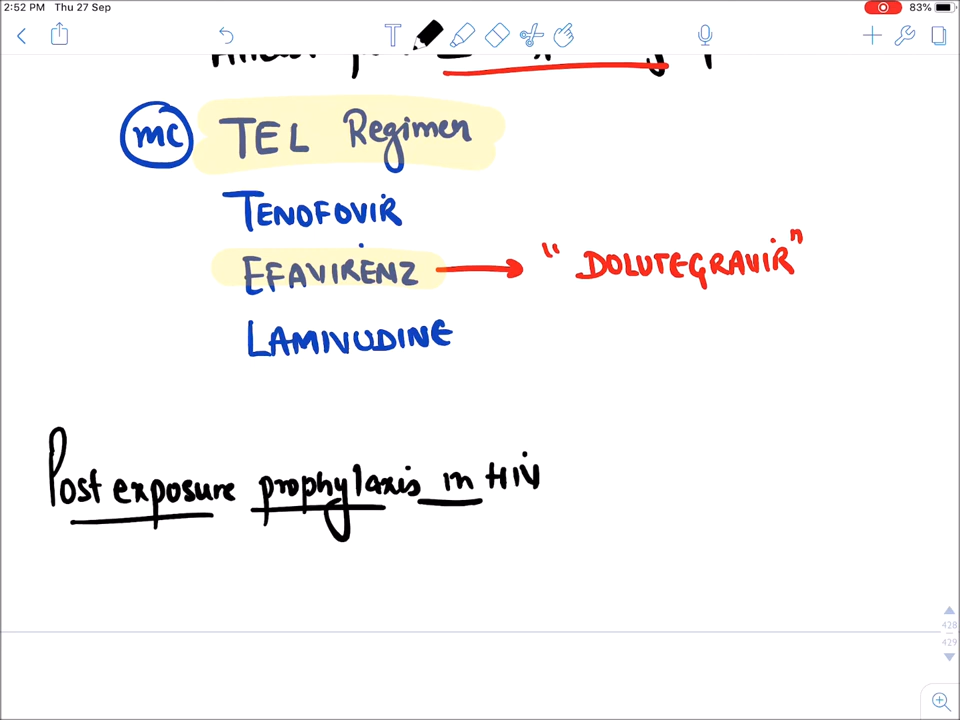 2:52 PM Thu 27 Sep 83%
T
mc TEL Regimen
TENOFOVIR
EFAVIRENZ → "DOLUTEGRAVIR"
LAMIVUDINE
Post exposure prophylaxis in HIV
428
429